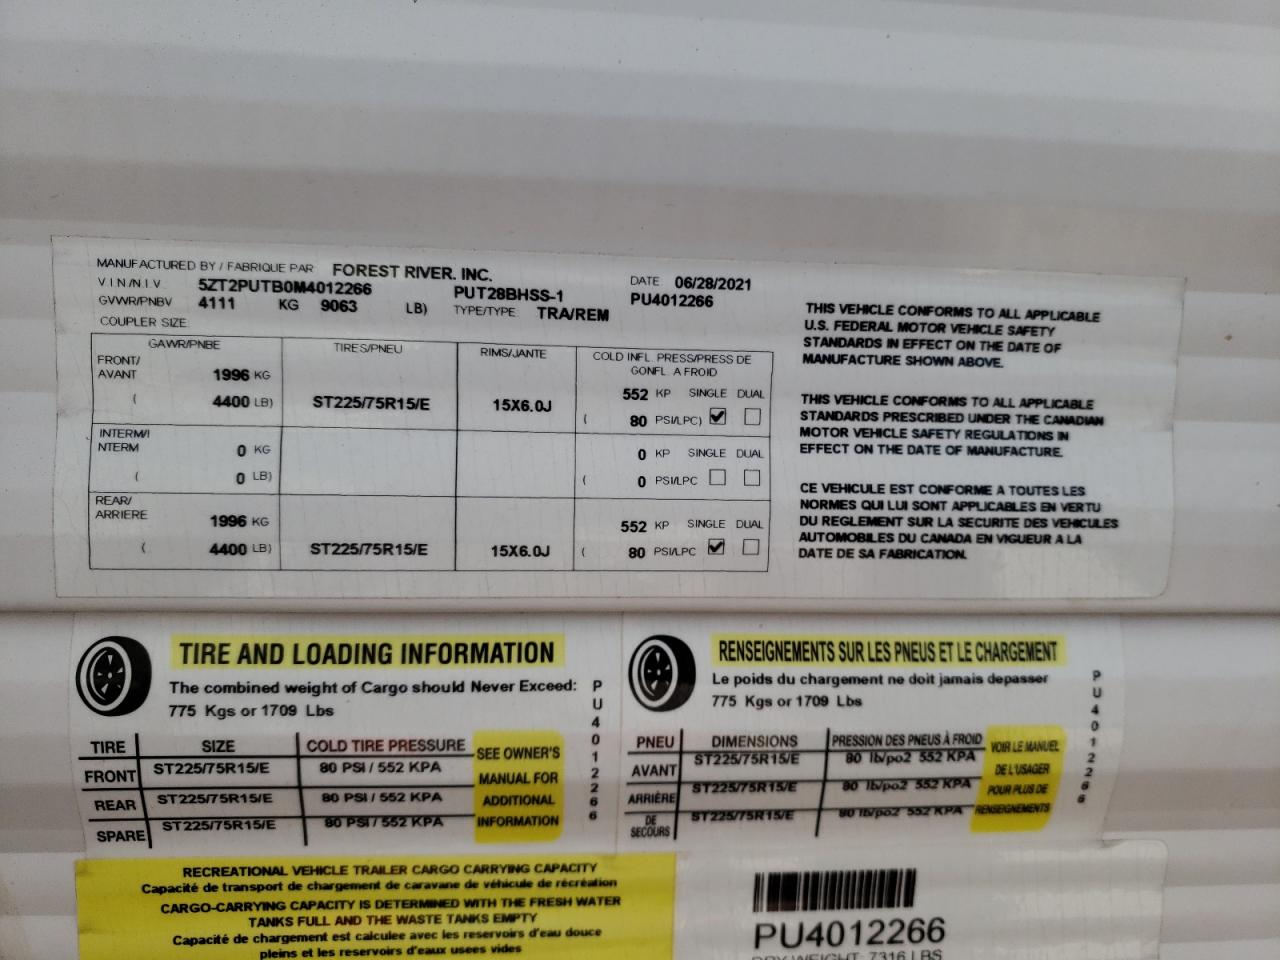 MANUFACTURED BY / FABRIQUE PAR FOREST RIVER. INC. DATE 06/28/2021
V I N /N I V 5ZT2PUTB0M4012266 PUT28BHSS-1 PU4012266
GVWR/PNBV 4111 KG 9063 LB) TYPE/TYPE TRA/REM
COUPLER SIZE
GAWR/PNBE TIRES/PNEU RIMS/JANTE COLD INFL. PRESS/PRESS DE
GONFL. A FROID
FRONT/
AVANT 1996 KG 552 KP SINGLE DUAL
( 4400 LB) ST225/75R15/E 15X6.0J ( 80 PSI/LPC)
INTERM/I
NTERM 0 KG 0 KP SINGLE DUAL
( 0 LB) ( 0 PSI/LPC
REAR/
ARRIERE 1996 KG 552 KP SINGLE DUAL
( 4400 LB) ST225/75R15/E 15X6.0J ( 80 PSI/LPC
THIS VEHICLE CONFORMS TO ALL APPLICABLE
U.S. FEDERAL MOTOR VEHICLE SAFETY
STANDARDS IN EFFECT ON THE DATE OF
MANUFACTURE SHOWN ABOVE.
THIS VEHICLE CONFORMS TO ALL APPLICABLE
STANDARDS PRESCRIBED UNDER THE CANADIAN
MOTOR VEHICLE SAFETY REGULATIONS IN
EFFECT ON THE DATE OF MANUFACTURE.
CE VEHICULE EST CONFORME A TOUTES LES
NORMES QUI LUI SONT APPLICABLES EN VERTU
DU REGLEMENT SUR LA SECURITE DES VEHICULES
AUTOMOBILES DU CANADA EN VIGUEUR A LA
DATE DE SA FABRICATION.
TIRE AND LOADING INFORMATION
The combined weight of Cargo should Never Exceed:
775 Kgs or 1709 Lbs
TIRE SIZE COLD TIRE PRESSURE
FRONT ST225/75R15/E 80 PSI / 552 KPA
REAR ST225/75R15/E 80 PSI / 552 KPA
SPARE ST225/75R15/E 80 PSI / 552 KPA
SEE OWNER'S
MANUAL FOR
ADDITIONAL
INFORMATION
PU4012266
RENSEIGNEMENTS SUR LES PNEUS ET LE CHARGEMENT
Le poids du chargement ne doit jamais depasser
775 Kgs or 1709 Lbs
PNEU DIMENSIONS PRESSION DES PNEUS À FROID
AVANT ST225/75R15/E 80 lb/po2 552 KPA
ARRIÈRE ST225/75R15/E 80 lb/po2 552 KPA
DE
SECOURS ST225/75R15/E 80 lb/po2 552 KPA
VOIR LE MANUEL
DE L'USAGER
POUR PLUS DE
RENSEIGNEMENTS
PU4012266
RECREATIONAL VEHICLE TRAILER CARGO CARRYING CAPACITY
Capacité de transport de chargement de caravane de véhicule de récréation
CARGO-CARRYING CAPACITY IS DETERMINED WITH THE FRESH WATER
TANKS FULL AND THE WASTE TANKS EMPTY
Capacité de chargement est calculee avec les reservoirs d'eau douce
pleins et les reservoirs d'eaux usees vides
PU4012266
DRY WEIGHT: 7316 LBS